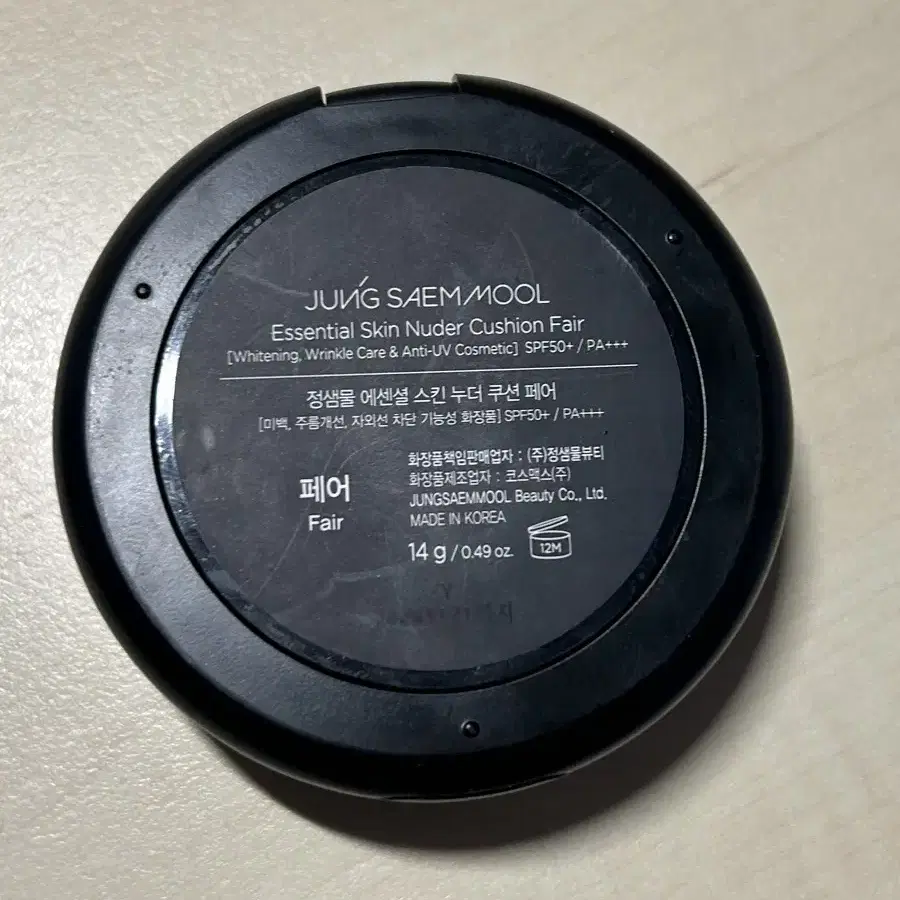 JUNG SAEM MOOL
Essential Skin Nuder Cushion Fair
[Whitening, Wrinkle Care & Anti-UV Cosmetic] SPF50+ / PA+++
정샘물 에센셜 스킨 누더 쿠션 페어
[미백, 주름개선, 자외선 차단 기능성 화장품] SPF50+ / PA+++
페어
Fair
화장품책임판매업자 : (주)정샘물뷰티
화장품제조업자 : 코스맥스(주)
JUNGSAEMMOOL Beauty Co., Ltd.
MADE IN KOREA
14 g / 0.49 oz.
12M